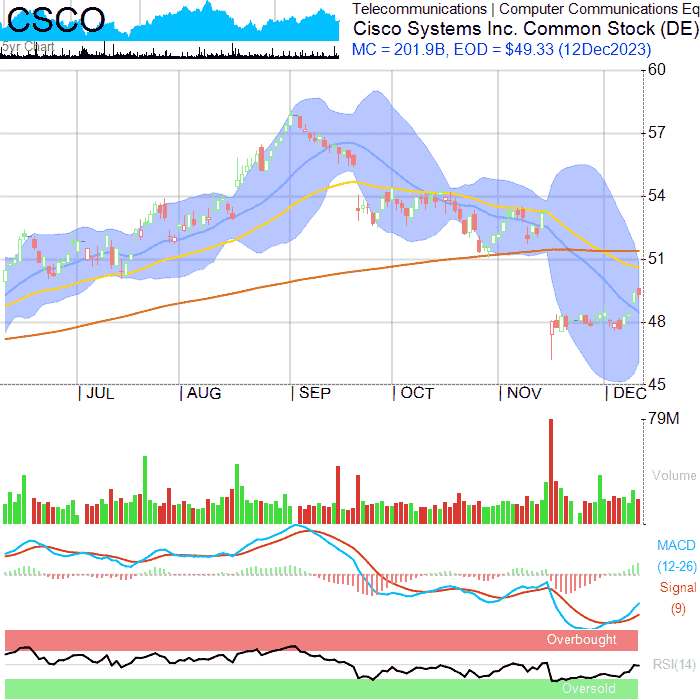 CSCO
5yr Chart
Telecommunications | Computer Communications Eq
Cisco Systems Inc. Common Stock (DE)
MC = 201.9B, EOD = $49.33 (12Dec2023)
60
57
54
51
48
45
JUL
AUG
SEP
OCT
NOV
DEC
79M
Volume
MACD
(12-26)
Signal
(9)
Overbought
RSI(14)
Oversold